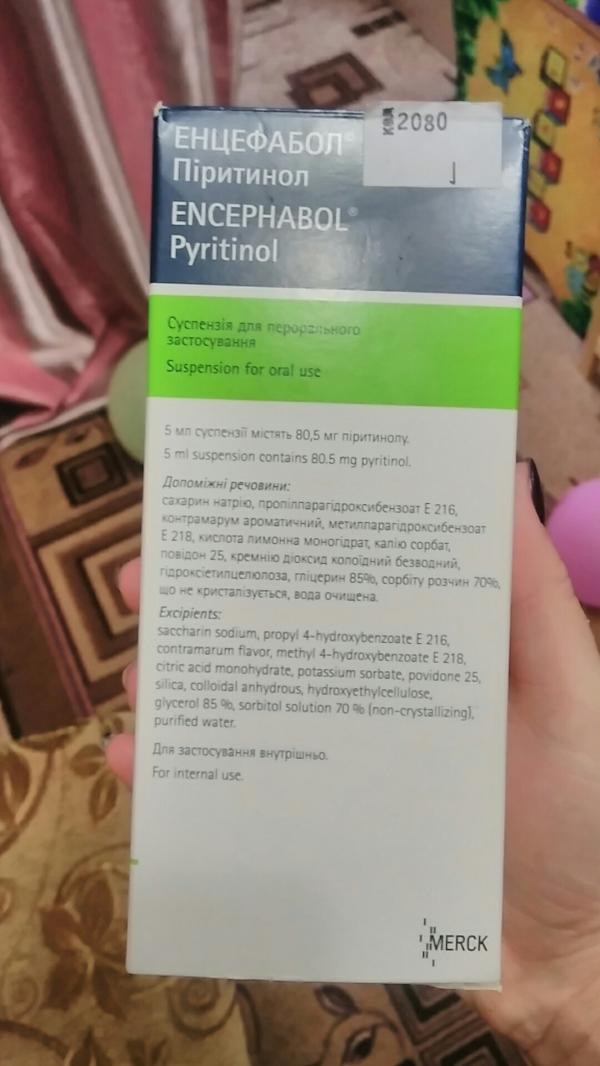 код 2080
ЕНЦЕФАБОЛ®
Піритинол
ENCEPHABOL®
Pyritinol
Суспензія для перорального
застосування
Suspension for oral use
5 мл суспензії містять 80,5 мг піритинолу.
5 ml suspension contains 80.5 mg pyritinol.
Допоміжні речовини:
сахарин натрію, пропілпарагідроксибензоат Е 216,
контрамарум ароматичний, метилпарагідроксибензоат
Е 218, кислота лимонна моногідрат, калію сорбат,
повідон 25, кремнію діоксид колоїдний безводний,
гідроксіетилцелюлоза, гліцерин 85%, сорбіту розчин 70%,
що не кристалізується, вода очищена.
Excipients:
saccharin sodium, propyl 4-hydroxybenzoate E 216,
contramarum flavor, methyl 4-hydroxybenzoate E 218,
citric acid monohydrate, potassium sorbate, povidone 25,
silica, colloidal anhydrous, hydroxyethylcellulose,
glycerol 85 %, sorbitol solution 70 % (non-crystallizing),
purified water.
Для застосування внутрішньо.
For internal use.
MERCK